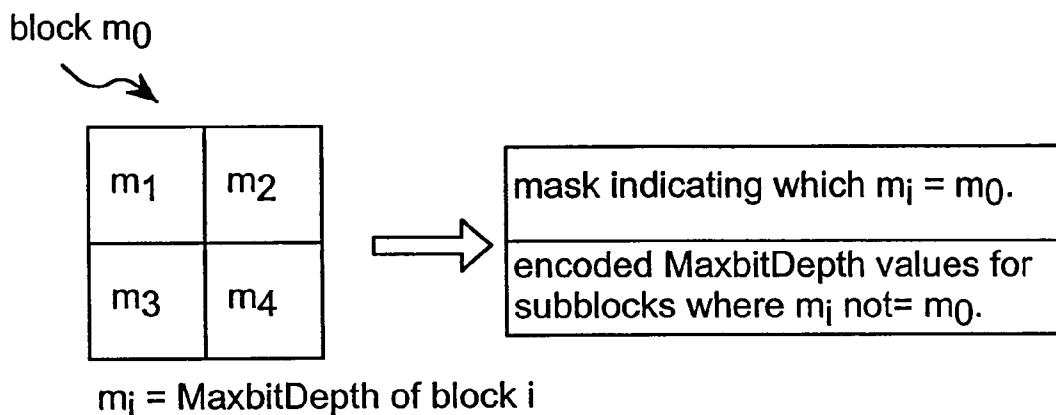 block m0
m1 m2
mask indicating which mi = m0.
m3 m4
encoded MaxbitDepth values for
subblocks where mi not= m0.
mi = MaxbitDepth of block i